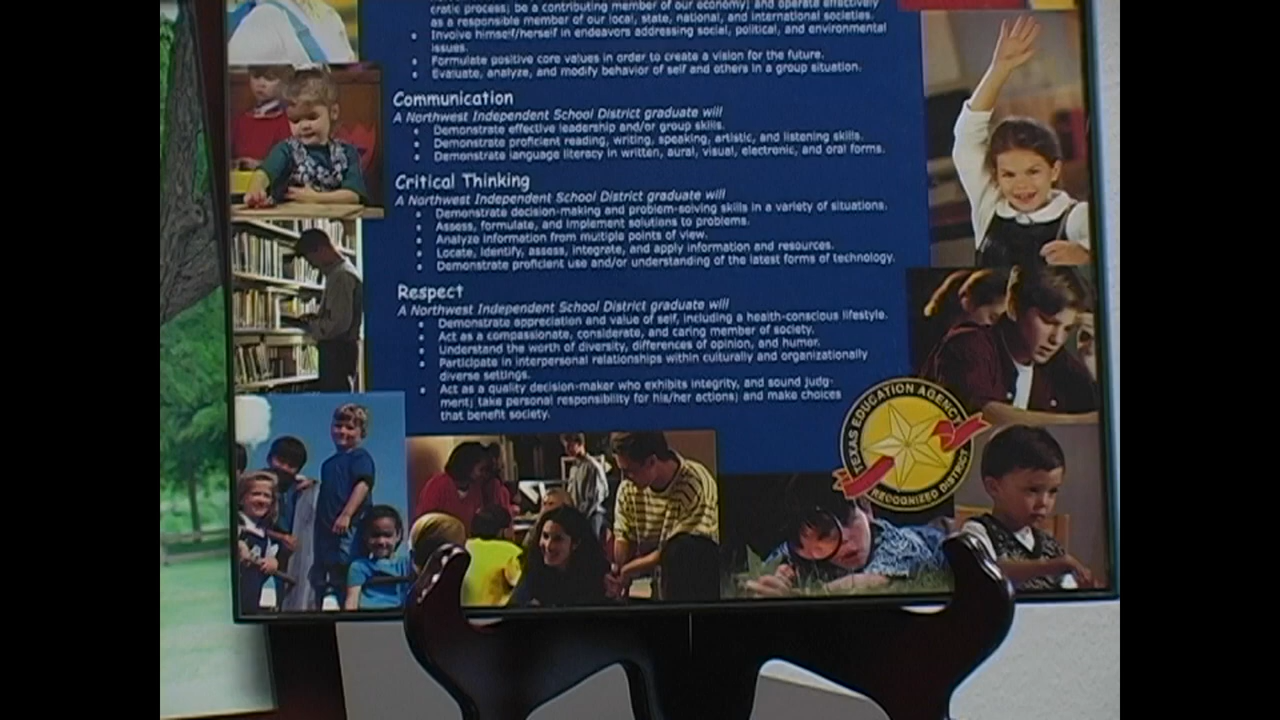 cratic process; be a contributing member of our economy; and operate effectively
as a responsible member of our local, state, national, and international societies.
• Involve himself/herself in endeavors addressing social, political, and environmental
issues.
• Formulate positive core values in order to create a vision for the future.
• Evaluate, analyze, and modify behavior of self and others in a group situation.
Communication
A Northwest Independent School District graduate will
• Demonstrate effective leadership and/or group skills.
• Demonstrate proficient reading, writing, speaking, artistic, and listening skills.
• Demonstrate language literacy in written, aural, visual, electronic, and oral forms.
Critical Thinking
A Northwest Independent School District graduate will
• Demonstrate decision-making and problem-solving skills in a variety of situations.
• Assess, formulate, and implement solutions to problems.
• Analyze information from multiple points of view.
• Locate, identify, assess, integrate, and apply information and resources.
• Demonstrate proficient use and/or understanding of the latest forms of technology.
Respect
A Northwest Independent School District graduate will
• Demonstrate appreciation and value of self, including a health-conscious lifestyle.
• Act as a compassionate, considerate, and caring member of society.
• Understand the worth of diversity, differences of opinion, and humor.
• Participate in interpersonal relationships within culturally and organizationally
diverse settings.
• Act as a quality decision-maker who exhibits integrity, and sound judg-
ment; take personal responsibility for his/her actions; and make choices
that benefit society.
TEXAS EDUCATION AGENCY
RECOGNIZED DISTRICT